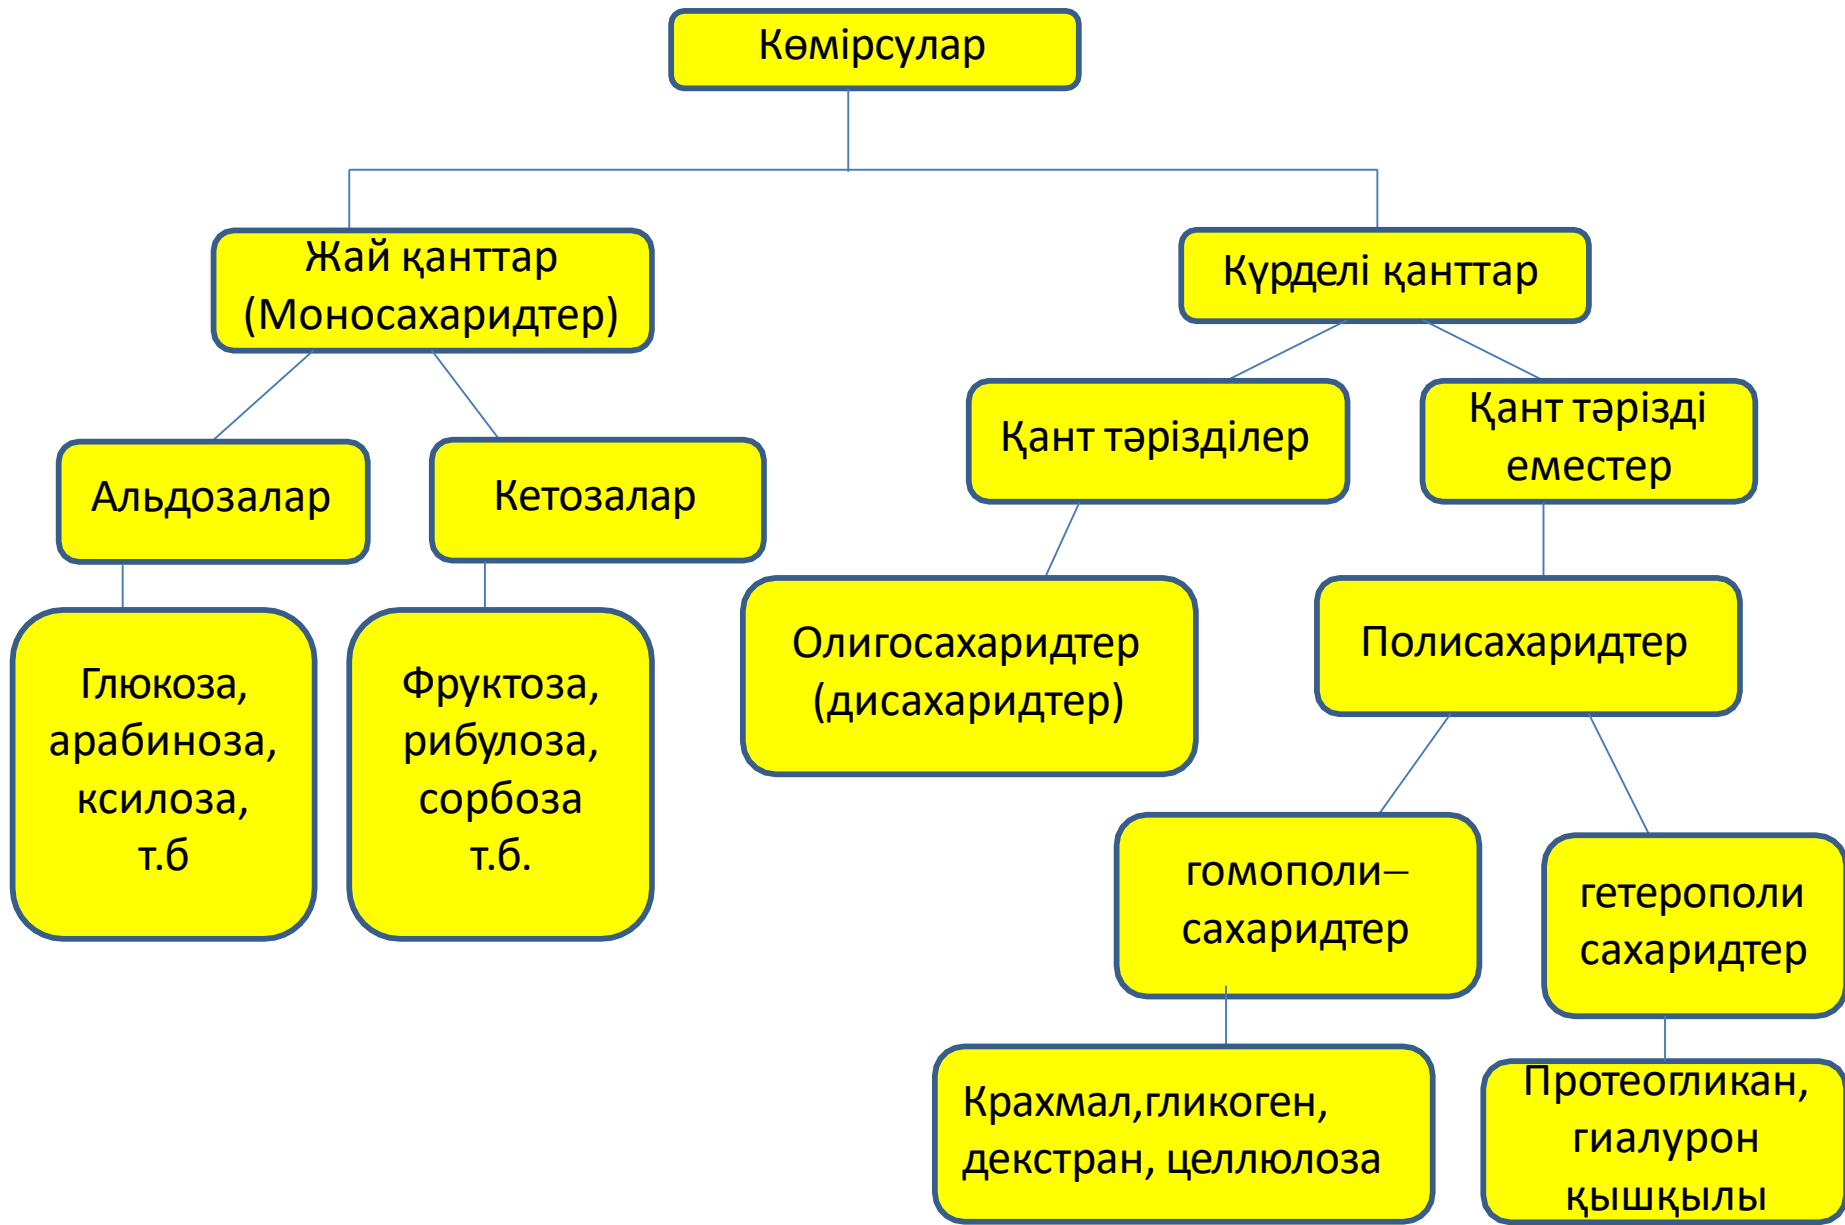 Көмірсулар
Жай қанттар
(Моносахаридтер)
Күрделі қанттар
Қант тәрізділер
Қант тәрізді
еместер
Альдозалар
Кетозалар
Олигосахаридтер
(дисахаридтер)
Полисахаридтер
Глюкоза,
арабиноза,
ксилоза,
т.б
Фруктоза,
рибулоза,
сорбоза
т.б.
гомополи–
сахаридтер
гетерополи
сахаридтер
Крахмал,гликоген,
декстран, целлюлоза
Протеогликан,
гиалурон
қышқылы